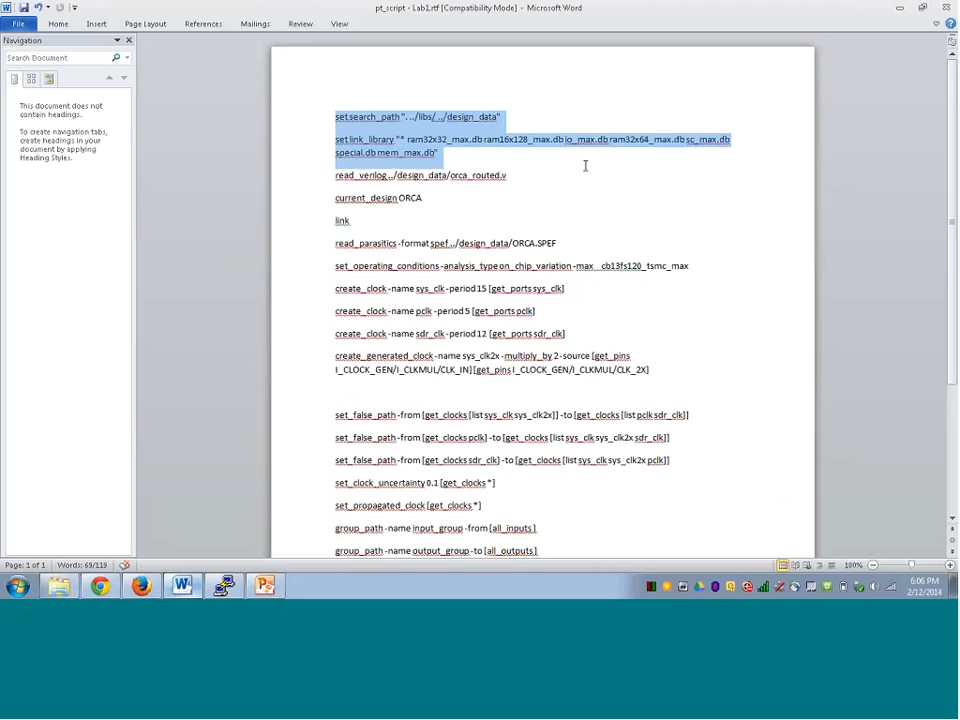 pt_script - Lab1.rtf [Compatibility Mode] - Microsoft Word
File Home Insert Page Layout References Mailings Review View
Navigation
Search Document
This document does not
contain headings.
To create navigation tabs,
create headings in your
document by applying
Heading Styles.
set search_path ". ../libs/ ../design_data"
set link_library "* ram32x32_max.db ram16x128_max.db io_max.db ram32x64_max.db sc_max.db
special.db mem_max.db"
read_verilog ../design_data/orca_routed.v
current_design ORCA
link
read_parasitics -format spef ../design_data/ORCA.SPEF
set_operating_conditions -analysis_type on_chip_variation -max cb13fs120_tsmc_max
create_clock -name sys_clk -period 15 [get_ports sys_clk]
create_clock -name pclk -period 5 [get_ports pclk]
create_clock -name sdr_clk -period 12 [get_ports sdr_clk]
create_generated_clock -name sys_clk2x -multiply_by 2 -source [get_pins
I_CLOCK_GEN/I_CLKMUL/CLK_IN] [get_pins I_CLOCK_GEN/I_CLKMUL/CLK_2X]
set_false_path -from [get_clocks [list sys_clk sys_clk2x]] -to [get_clocks [list pclk sdr_clk]]
set_false_path -from [get_clocks pclk] -to [get_clocks [list sys_clk sys_clk2x sdr_clk]]
set_false_path -from [get_clocks sdr_clk] -to [get_clocks [list sys_clk sys_clk2x pclk]]
set_clock_uncertainty 0.1 [get_clocks *]
set_propagated_clock [get_clocks *]
group_path -name input_group -from [all_inputs]
group_path -name output_group -to [all_outputs]
Page: 1 of 1 Words: 69/119 100%
6:06 PM
2/12/2014